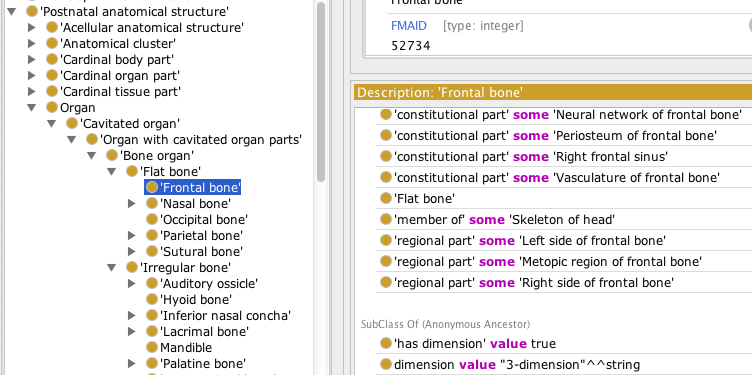 'Postnatal anatomical structure'
'Acellular anatomical structure'
'Anatomical cluster'
'Cardinal body part'
'Cardinal organ part'
'Cardinal tissue part'
Organ
'Cavitated organ'
'Organ with cavitated organ parts'
'Bone organ'
'Flat bone'
'Frontal bone'
'Nasal bone'
'Occipital bone'
'Parietal bone'
'Sutural bone'
'Irregular bone'
'Auditory ossicle'
'Hyoid bone'
'Inferior nasal concha'
'Lacrimal bone'
Mandible
'Palatine bone'
Frontal bone
FMAID [type: integer]
52734
Description: 'Frontal bone'
'constitutional part' some 'Neural network of frontal bone'
'constitutional part' some 'Periosteum of frontal bone'
'constitutional part' some 'Right frontal sinus'
'constitutional part' some 'Vasculature of frontal bone'
'Flat bone'
'member of' some 'Skeleton of head'
'regional part' some 'Left side of frontal bone'
'regional part' some 'Metopic region of frontal bone'
'regional part' some 'Right side of frontal bone'
SubClass Of (Anonymous Ancestor)
'has dimension' value true
dimension value "3-dimension"^^string